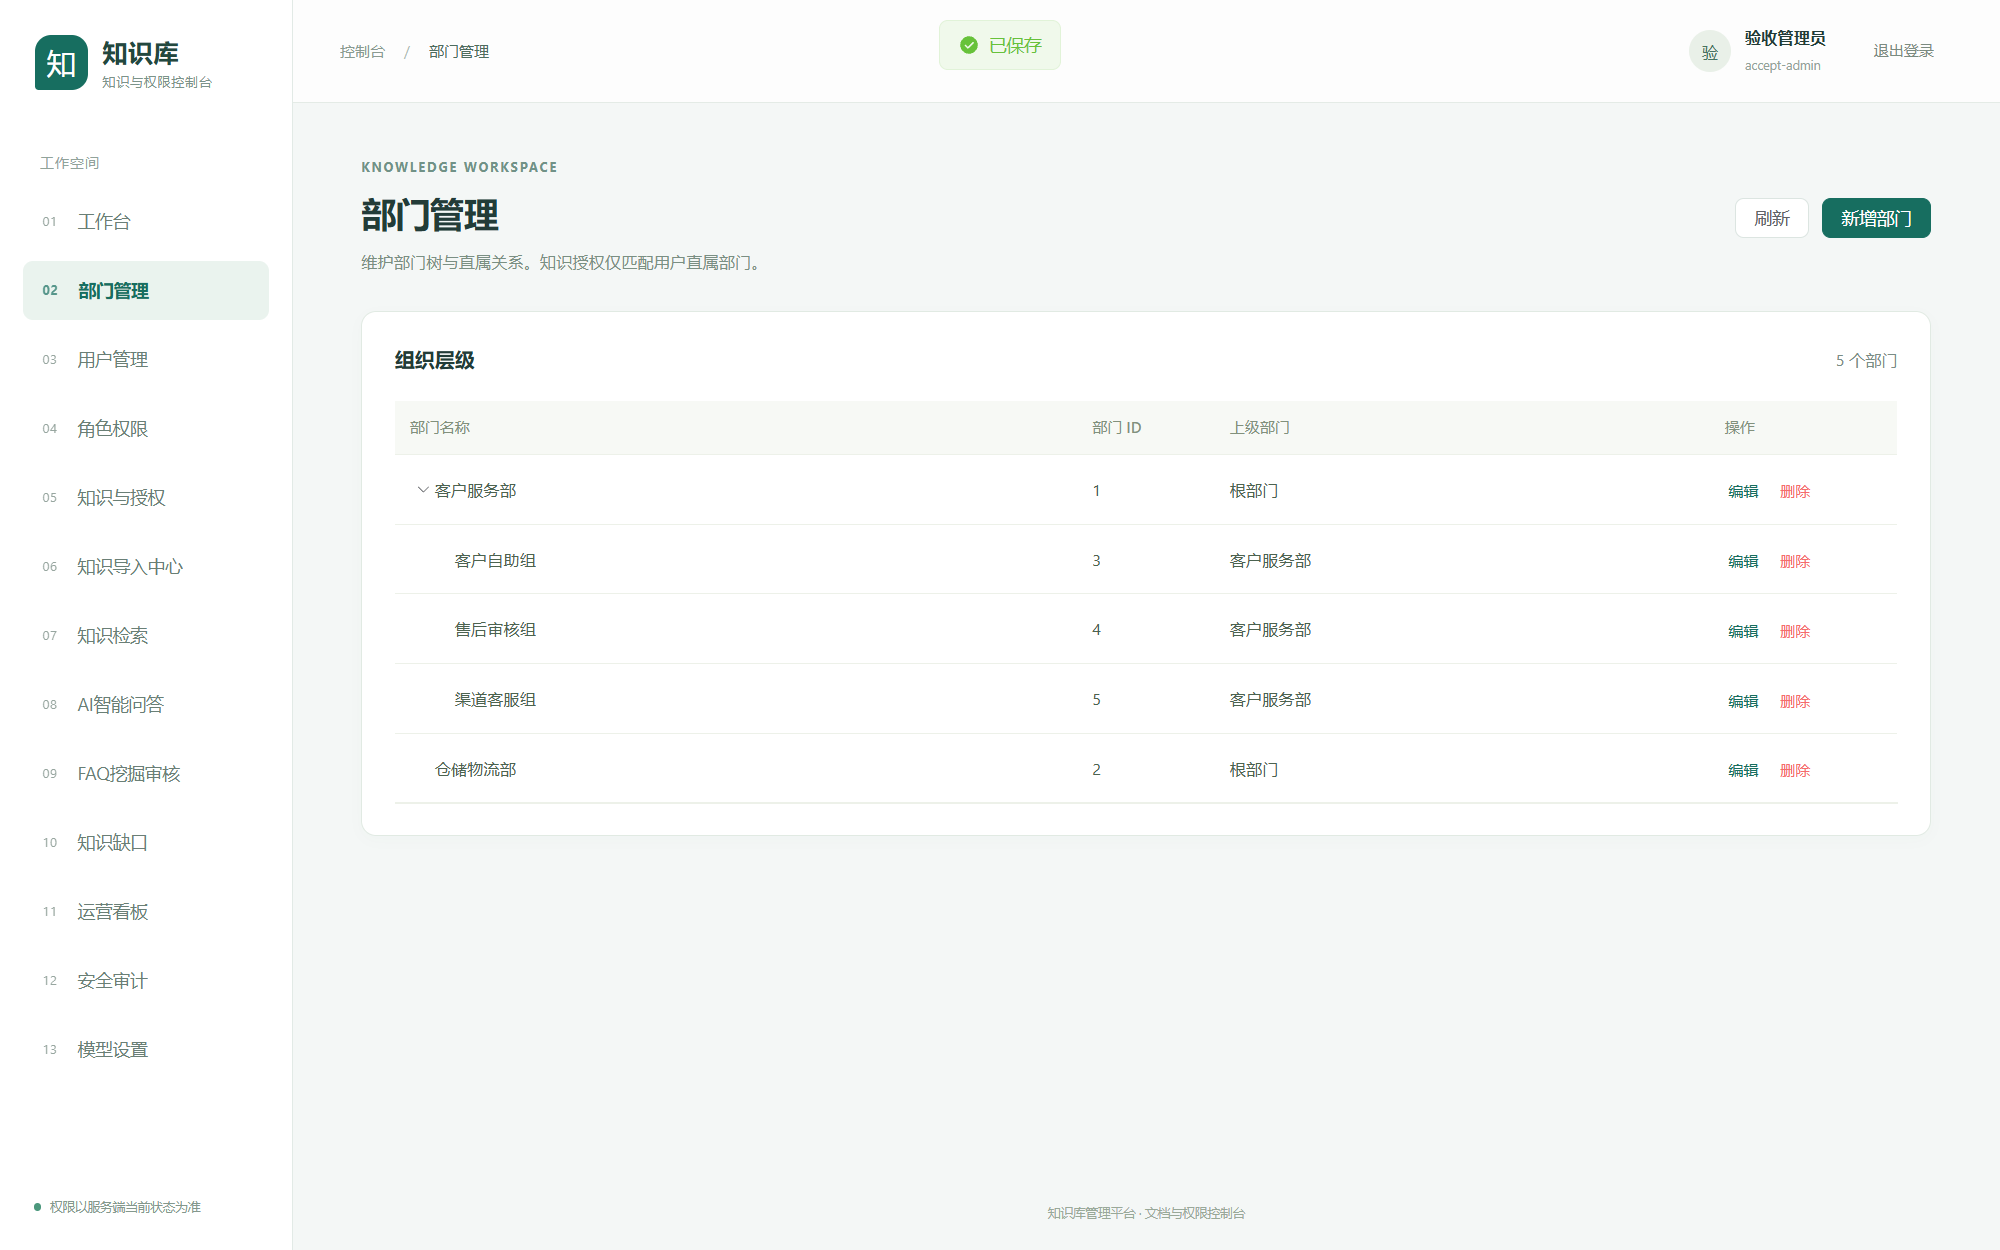 知
知识库
知识与权限控制台
工作空间
01 工作台
02 部门管理
03 用户管理
04 角色权限
05 知识与授权
06 知识导入中心
07 知识检索
08 AI智能问答
09 FAQ挖掘审核
10 知识缺口
11 运营看板
12 安全审计
13 模型设置
权限以服务端当前状态为准
控制台 / 部门管理
已保存
验
验收管理员
accept-admin
退出登录
KNOWLEDGE WORKSPACE
部门管理
维护部门树与直属关系。知识授权仅匹配用户直属部门。
刷新
新增部门
组织层级
5 个部门
部门名称 部门 ID 上级部门 操作
客户服务部 1 根部门 编辑 删除
客户自助组 3 客户服务部 编辑 删除
售后审核组 4 客户服务部 编辑 删除
渠道客服组 5 客户服务部 编辑 删除
仓储物流部 2 根部门 编辑 删除
知识库管理平台 · 文档与权限控制台